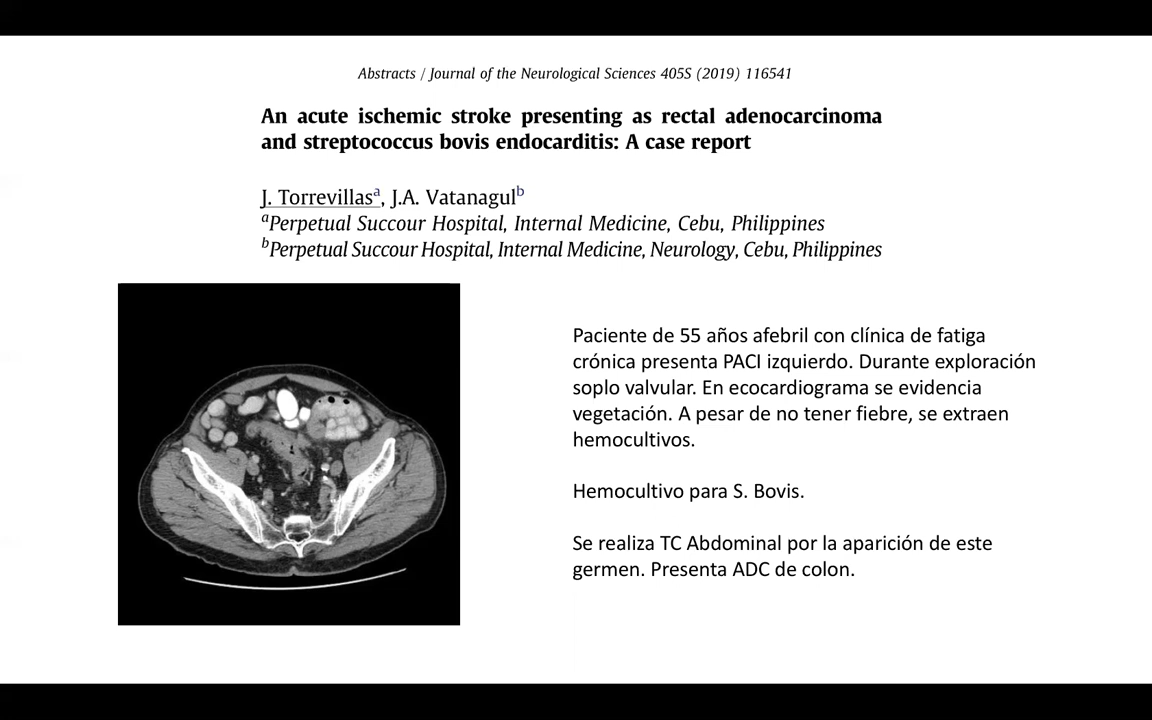 Abstracts / Journal of the Neurological Sciences 405S (2019) 116541
An acute ischemic stroke presenting as rectal adenocarcinoma
and streptococcus bovis endocarditis: A case report
J. Torrevillasa, J.A. Vatanagulb
aPerpetual Succour Hospital, Internal Medicine, Cebu, Philippines
bPerpetual Succour Hospital, Internal Medicine, Neurology, Cebu, Philippines
Paciente de 55 años afebril con clínica de fatiga
crónica presenta PACI izquierdo. Durante exploración
soplo valvular. En ecocardiograma se evidencia
vegetación. A pesar de no tener fiebre, se extraen
hemocultivos.
Hemocultivo para S. Bovis.
Se realiza TC Abdominal por la aparición de este
germen. Presenta ADC de colon.